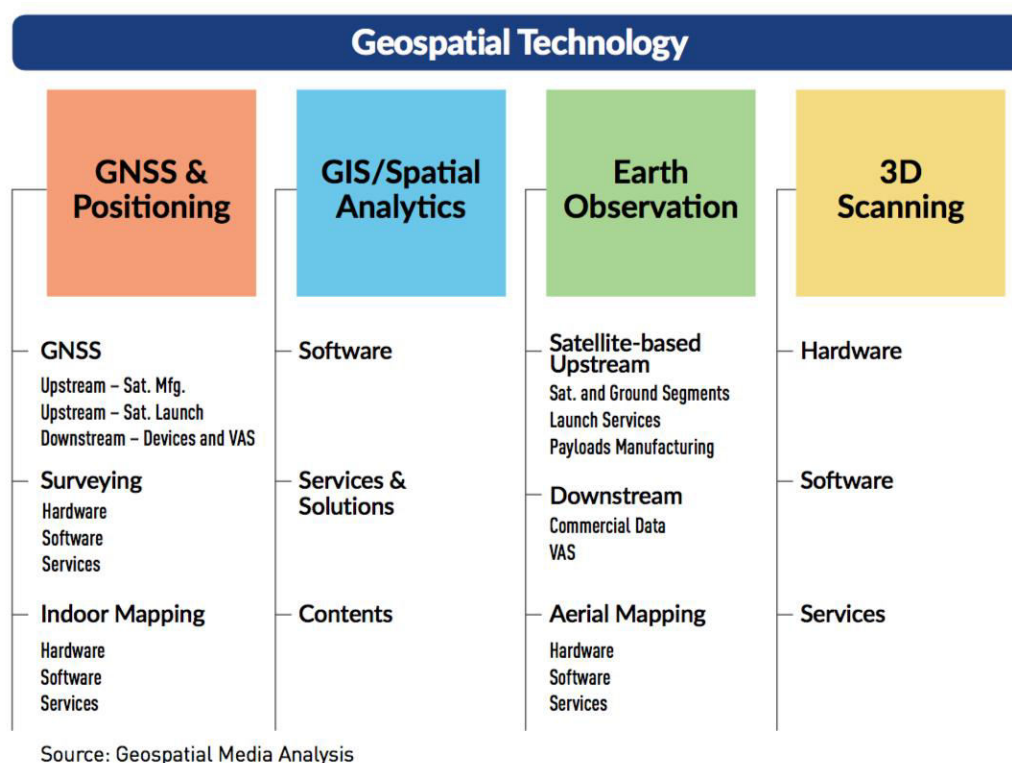 Geospatial Technology
GNSS &
Positioning
GNSS
Upstream – Sat. Mfg.
Upstream – Sat. Launch
Downstream – Devices and VAS
Surveying
Hardware
Software
Services
Indoor Mapping
Hardware
Software
Services
GIS/Spatial
Analytics
Software
Services &
Solutions
Contents
Earth
Observation
Satellite-based
Upstream
Sat. and Ground Segments
Launch Services
Payloads Manufacturing
Downstream
Commercial Data
VAS
Aerial Mapping
Hardware
Software
Services
3D
Scanning
Hardware
Software
Services
Source: Geospatial Media Analysis